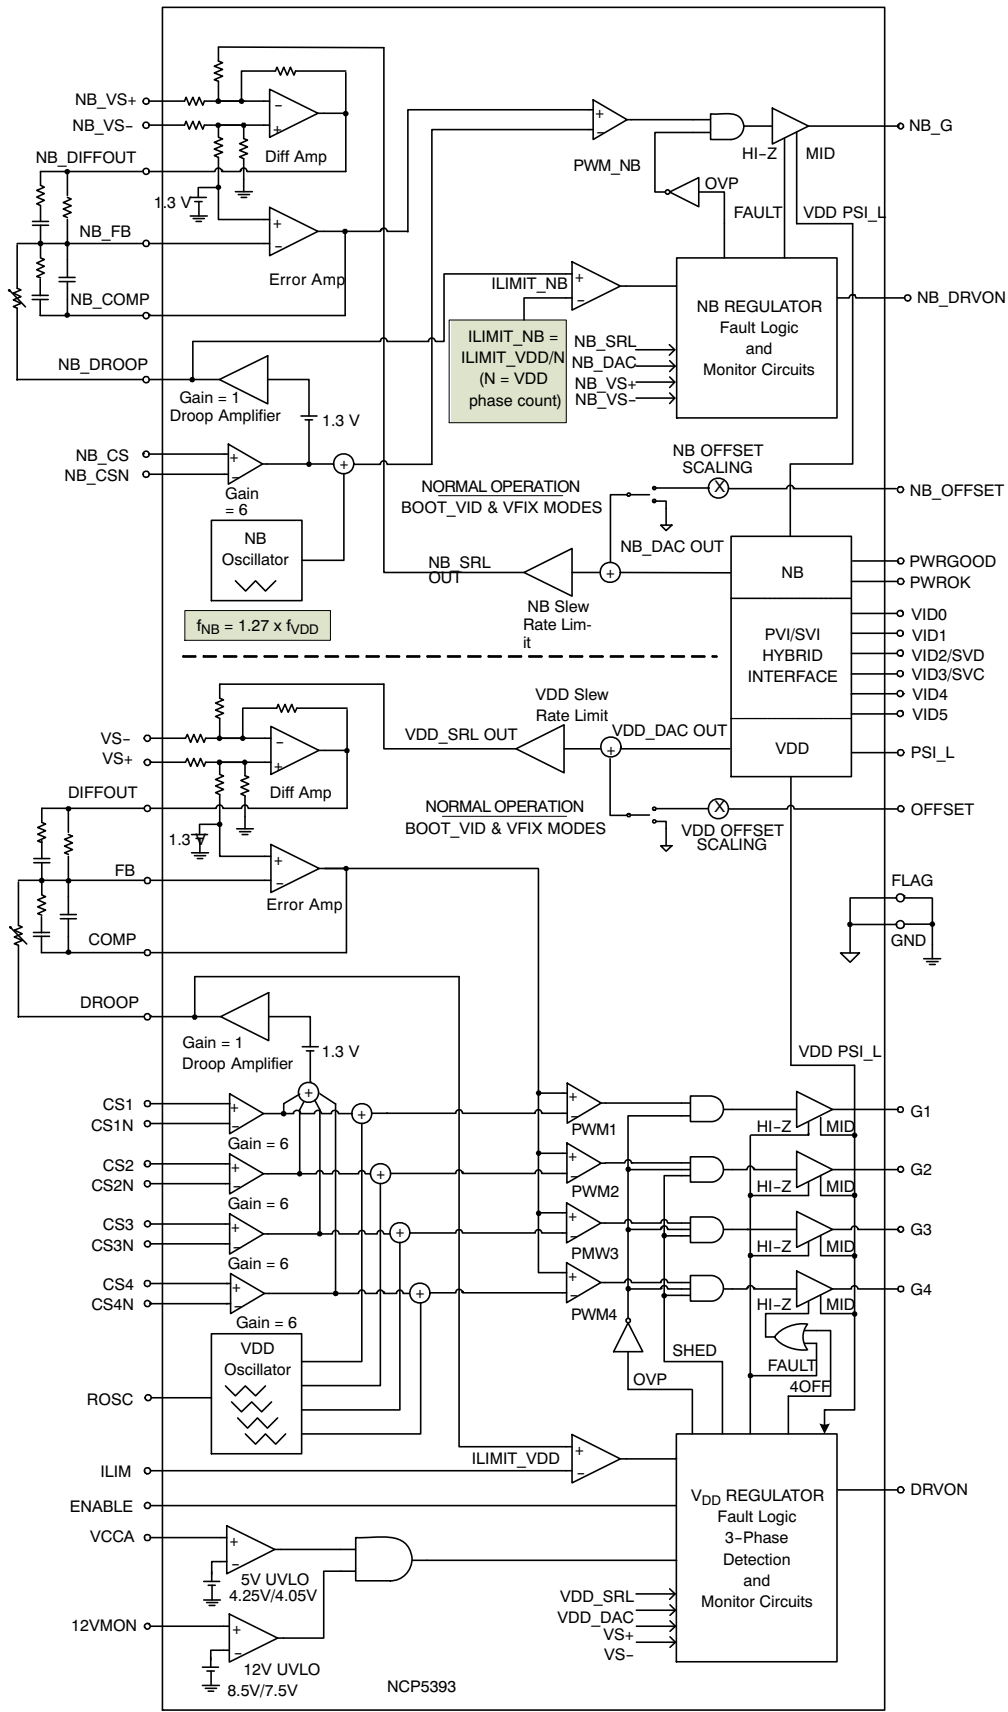 NB_VS+
NB_VS-
Diff Amp
NB_DIFFOUT
1.3 V
NB_FB
Error Amp
NB_COMP
NB_DROOP
Gain = 1
Droop Amplifier
1.3 V
NB_CS
NB_CSN
Gain
= 6
NB
Oscillator
fNB = 1.27 x fVDD
PWM_NB
HI-Z
MID
NB_G
OVP
FAULT
VDD PSI_L
ILIMIT_NB
ILIMIT_NB =
ILIMIT_VDD/N
(N = VDD
phase count)
NB_SRL
NB_DAC
NB_VS+
NB_VS-
NB REGULATOR
Fault Logic
and
Monitor Circuits
NB_DRVON
NB OFFSET
SCALING
NORMAL OPERATION
BOOT_VID & VFIX MODES
NB_OFFSET
NB_SRL
OUT
NB_DAC OUT
NB Slew
Rate Lim-
it
NB
PWRGOOD
PWROK
PVI/SVI
HYBRID
INTERFACE
VID0
VID1
VID2/SVD
VID3/SVC
VID4
VID5
VDD
PSI_L
VDD Slew
Rate Limit
VDD_SRL OUT
VDD_DAC OUT
VS-
VS+
Diff Amp
DIFFOUT
1.3 V
NORMAL OPERATION
BOOT_VID & VFIX MODES
VDD OFFSET
SCALING
OFFSET
FB
Error Amp
COMP
FLAG
GND
DROOP
Gain = 1
Droop Amplifier
1.3 V
VDD PSI_L
CS1
CS1N
Gain = 6
PWM1
HI-Z
MID
G1
CS2
CS2N
Gain = 6
PWM2
HI-Z
MID
G2
CS3
CS3N
Gain = 6
PMW3
HI-Z
MID
G3
CS4
CS4N
Gain = 6
PWM4
HI-Z
MID
G4
VDD
Oscillator
ROSC
SHED
FAULT
OVP
4OFF
ILIMIT_VDD
ILIM
ENABLE
VCCA
5V UVLO
4.25V/4.05V
12VMON
12V UVLO
8.5V/7.5V
VDD REGULATOR
Fault Logic
3-Phase
Detection
and
Monitor Circuits
DRVON
VDD_SRL
VDD_DAC
VS+
VS-
NCP5393